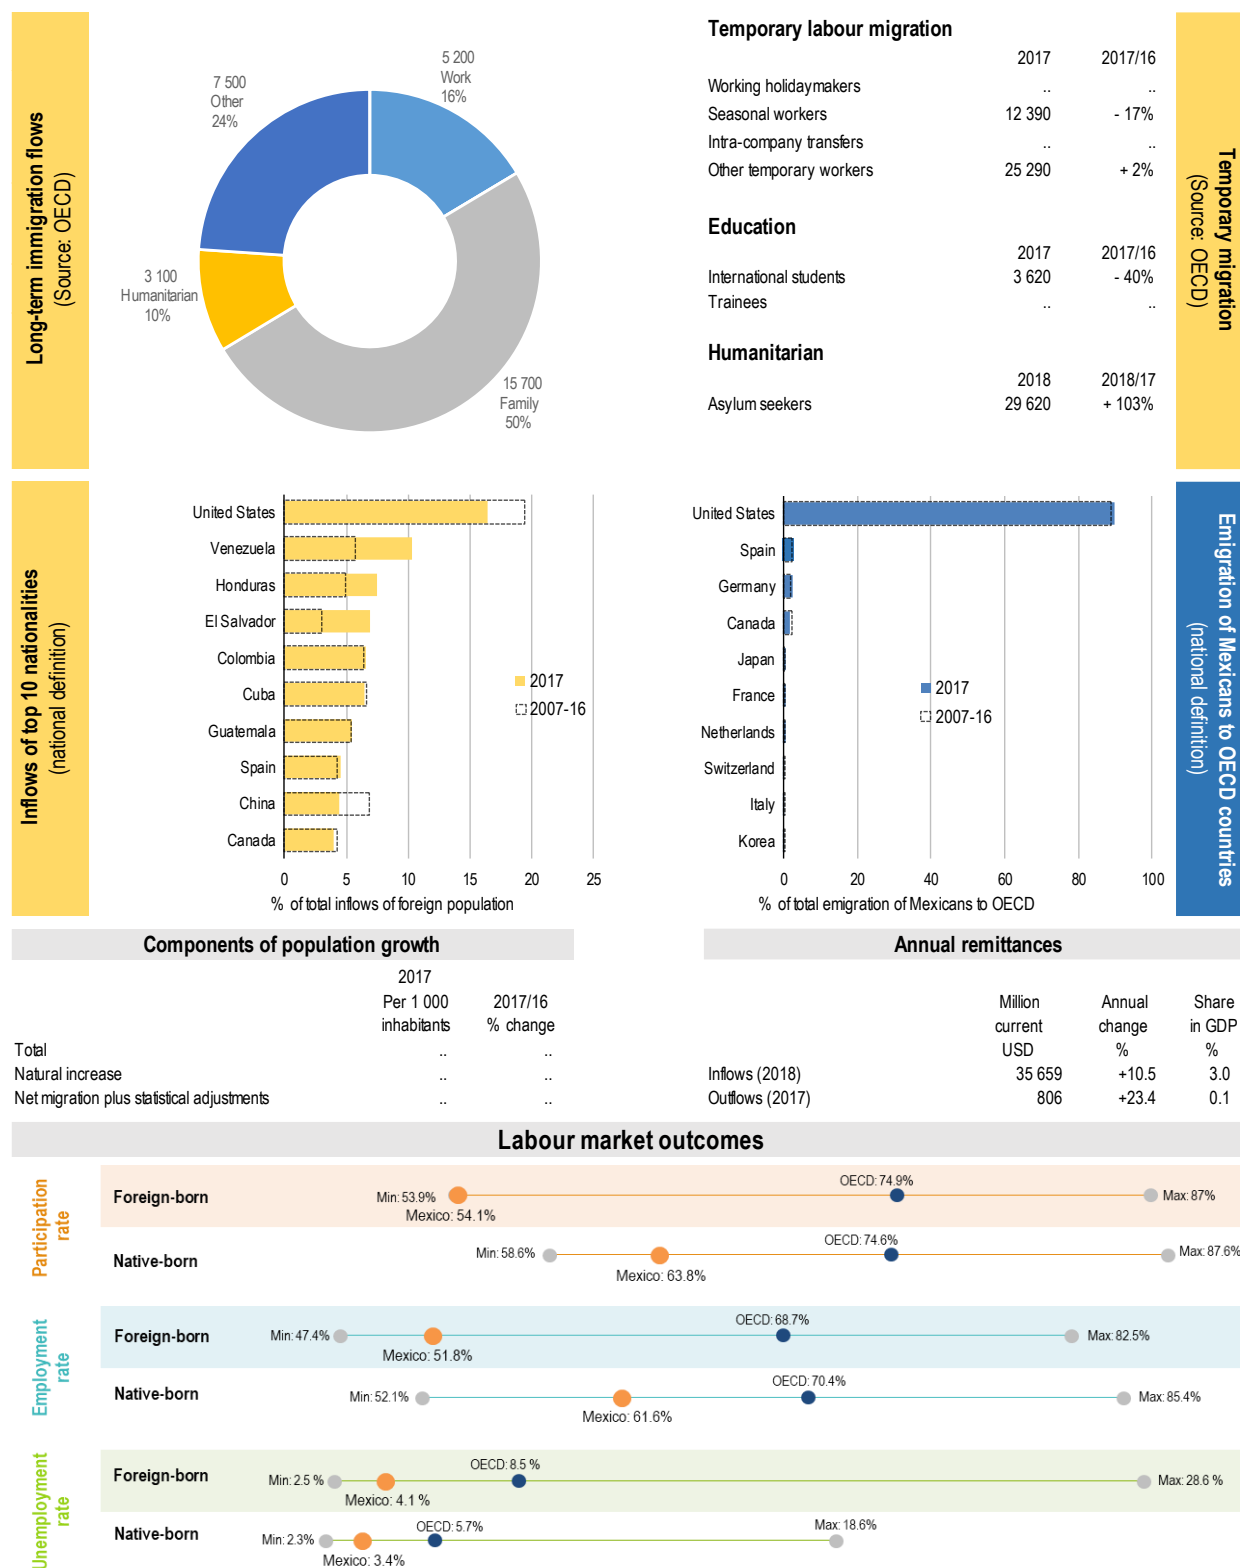 Long-term immigration flows
(Source: OECD)
5 200
Work
16%
7 500
Other
24%
3 100
Humanitarian
10%
15 700
Family
50%
Temporary labour migration
2017 2017/16
Working holidaymakers .. ..
Seasonal workers 12 390 - 17%
Intra-company transfers .. ..
Other temporary workers 25 290 + 2%
Education
2017 2017/16
International students 3 620 - 40%
Trainees .. ..
Humanitarian
2018 2018/17
Asylum seekers 29 620 + 103%
Temporary migration
(Source: OECD)
Inflows of top 10 nationalities
(national definition)
United States
Venezuela
Honduras
El Salvador
Colombia
Cuba
Guatemala
Spain
China
Canada
2017
2007-16
0 5 10 15 20 25
% of total inflows of foreign population
United States
Spain
Germany
Canada
Japan
France
Netherlands
Switzerland
Italy
Korea
2017
2007-16
0 20 40 60 80 100
% of total emigration of Mexicans to OECD
Emigration of Mexicans to OECD countries
(national definition)
Components of population growth
2017
Per 1 000 2017/16
inhabitants % change
Total .. ..
Natural increase .. ..
Net migration plus statistical adjustments .. ..
Annual remittances
Million Annual Share
current change in GDP
USD % %
Inflows (2018) 35 659 +10.5 3.0
Outflows (2017) 806 +23.4 0.1
Labour market outcomes
Participation
rate
Foreign-born
Min: 53.9%
Mexico: 54.1%
OECD: 74.9%
Max: 87%
Native-born
Min: 58.6%
Mexico: 63.8%
OECD: 74.6%
Max: 87.6%
Employment
rate
Foreign-born
Min: 47.4%
Mexico: 51.8%
OECD: 68.7%
Max: 82.5%
Native-born
Min: 52.1%
Mexico: 61.6%
OECD: 70.4%
Max: 85.4%
Unemployment
rate
Foreign-born
Min: 2.5 %
Mexico: 4.1 %
OECD: 8.5 %
Max: 28.6 %
Native-born
Min: 2.3%
Mexico: 3.4%
OECD: 5.7%
Max: 18.6%